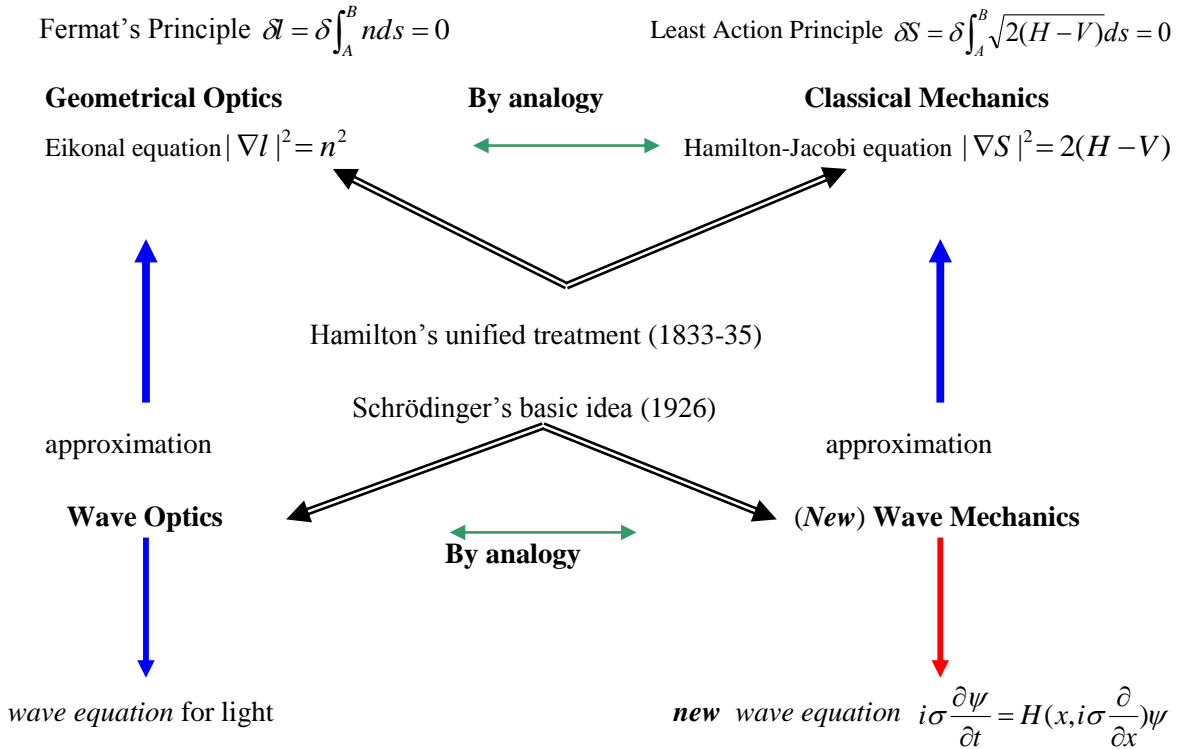 Fermat's Principle δl = δ∫_A^B nds = 0
Least Action Principle δS = δ∫_A^B √2(H − V)ds = 0
Geometrical Optics
By analogy
Classical Mechanics
Eikonal equation |∇l|² = n²
Hamilton-Jacobi equation |∇S|² = 2(H − V)
Hamilton's unified treatment (1833-35)
Schrödinger's basic idea (1926)
approximation
approximation
Wave Optics
(New) Wave Mechanics
By analogy
wave equation for light
new wave equation iσ ∂ψ/∂t = H(x, iσ ∂/∂x)ψ